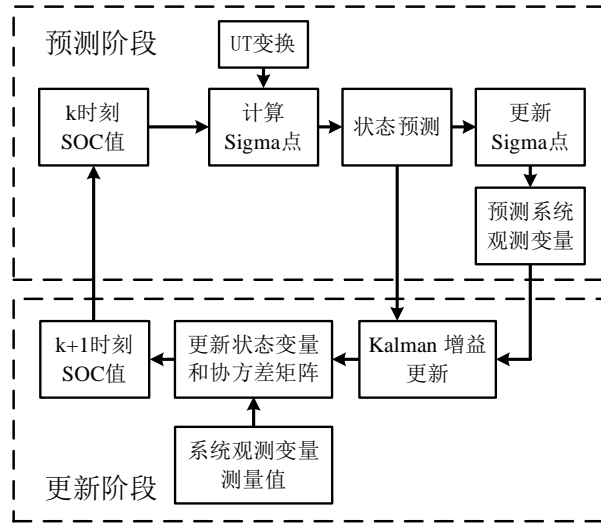 预测阶段
UT变换
k时刻
SOC值
计算
Sigma点
状态预测
更新
Sigma点
预测系统
观测变量
k+1时刻
SOC值
更新状态变量
和协方差矩阵
Kalman 增益
更新
系统观测变量
测量值
更新阶段